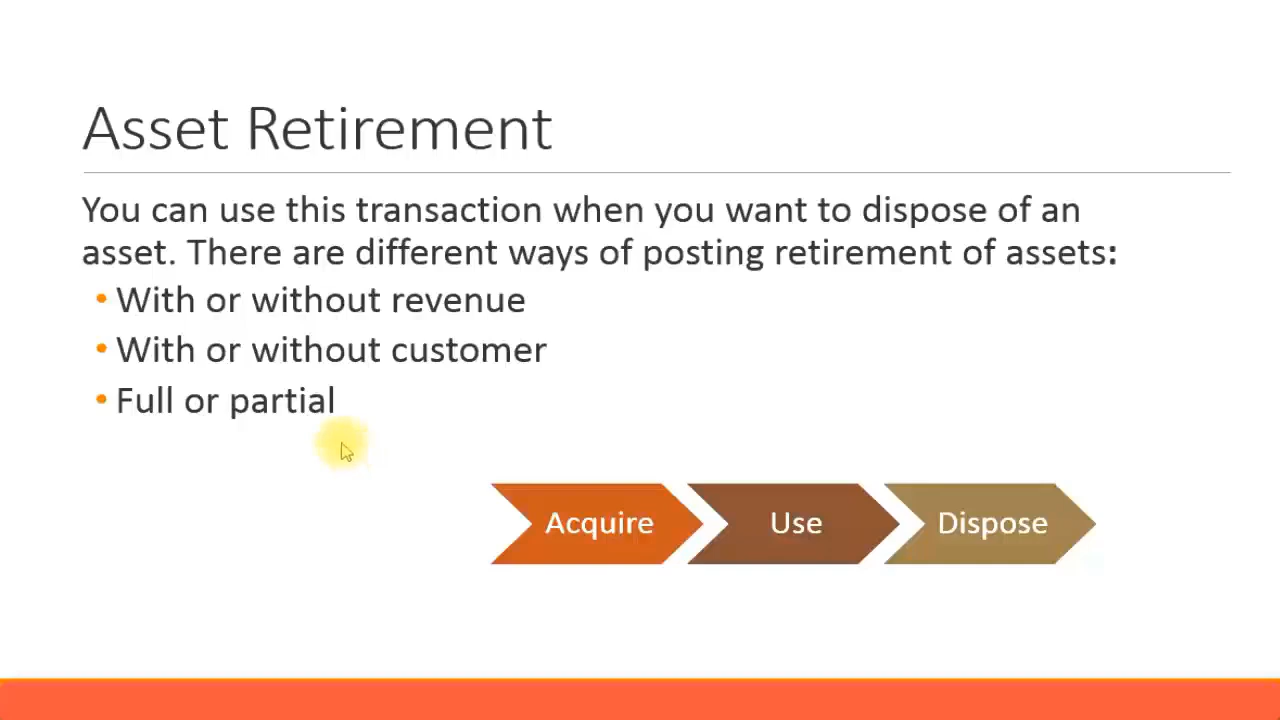 Asset Retirement
You can use this transaction when you want to dispose of an
asset. There are different ways of posting retirement of assets:
• With or without revenue
• With or without customer
• Full or partial
Acquire
Use
Dispose